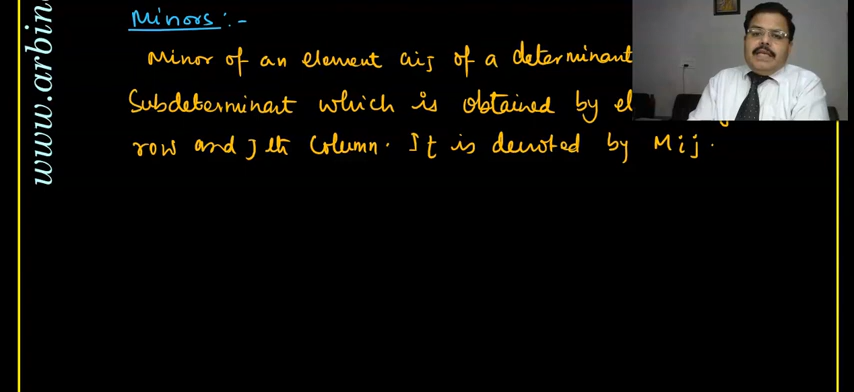 Minors :-
Minor of an element aij of a determinant
Subdeterminant which is obtained by el
row and jth Column. It is denoted by Mij.
www.arbin